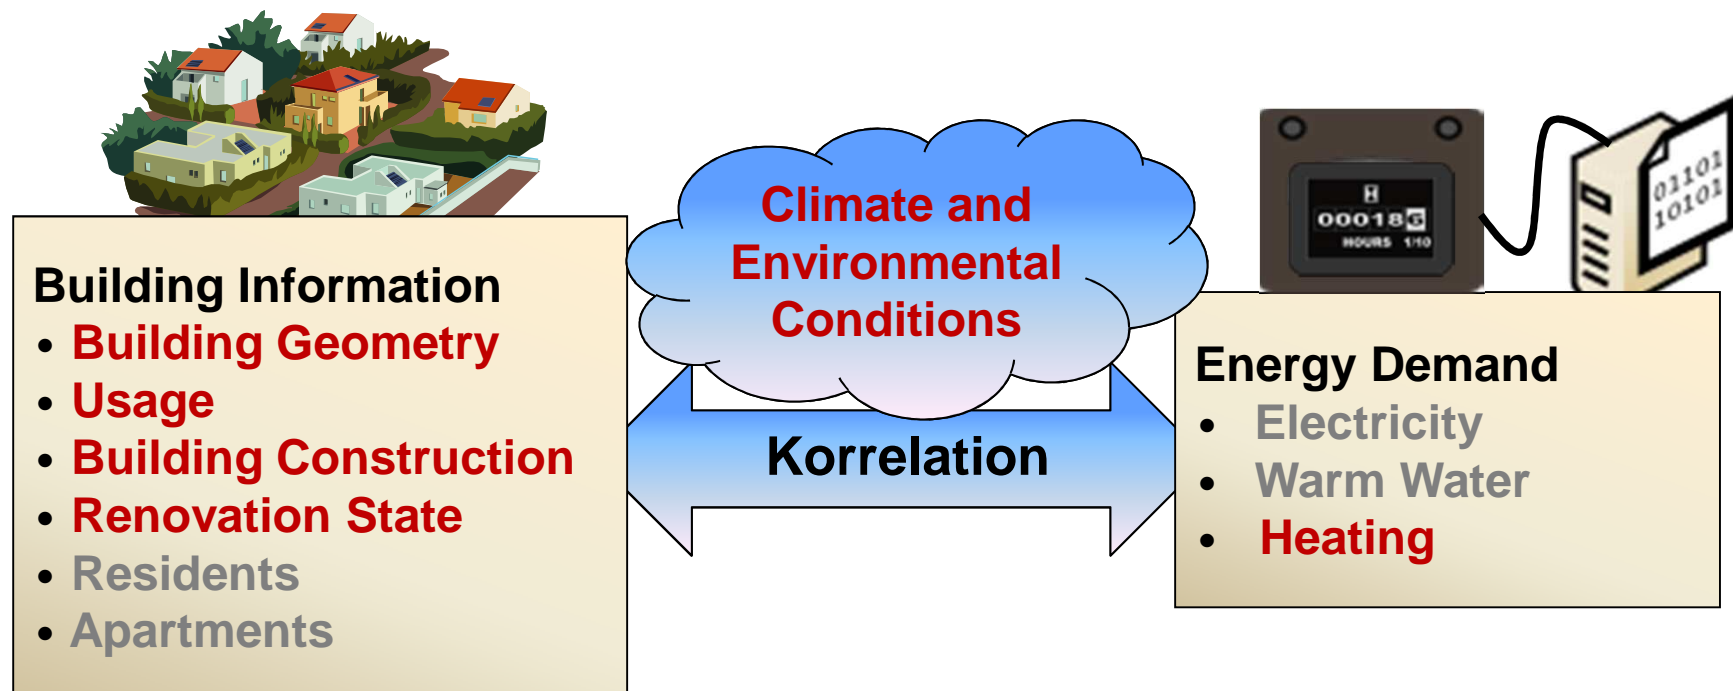 Building Information
• Building Geometry
• Usage
• Building Construction
• Renovation State
• Residents
• Apartments
Climate and
Environmental
Conditions
Korrelation
H
000186
HOURS 1/10
01101
10101
Energy Demand
• Electricity
• Warm Water
• Heating